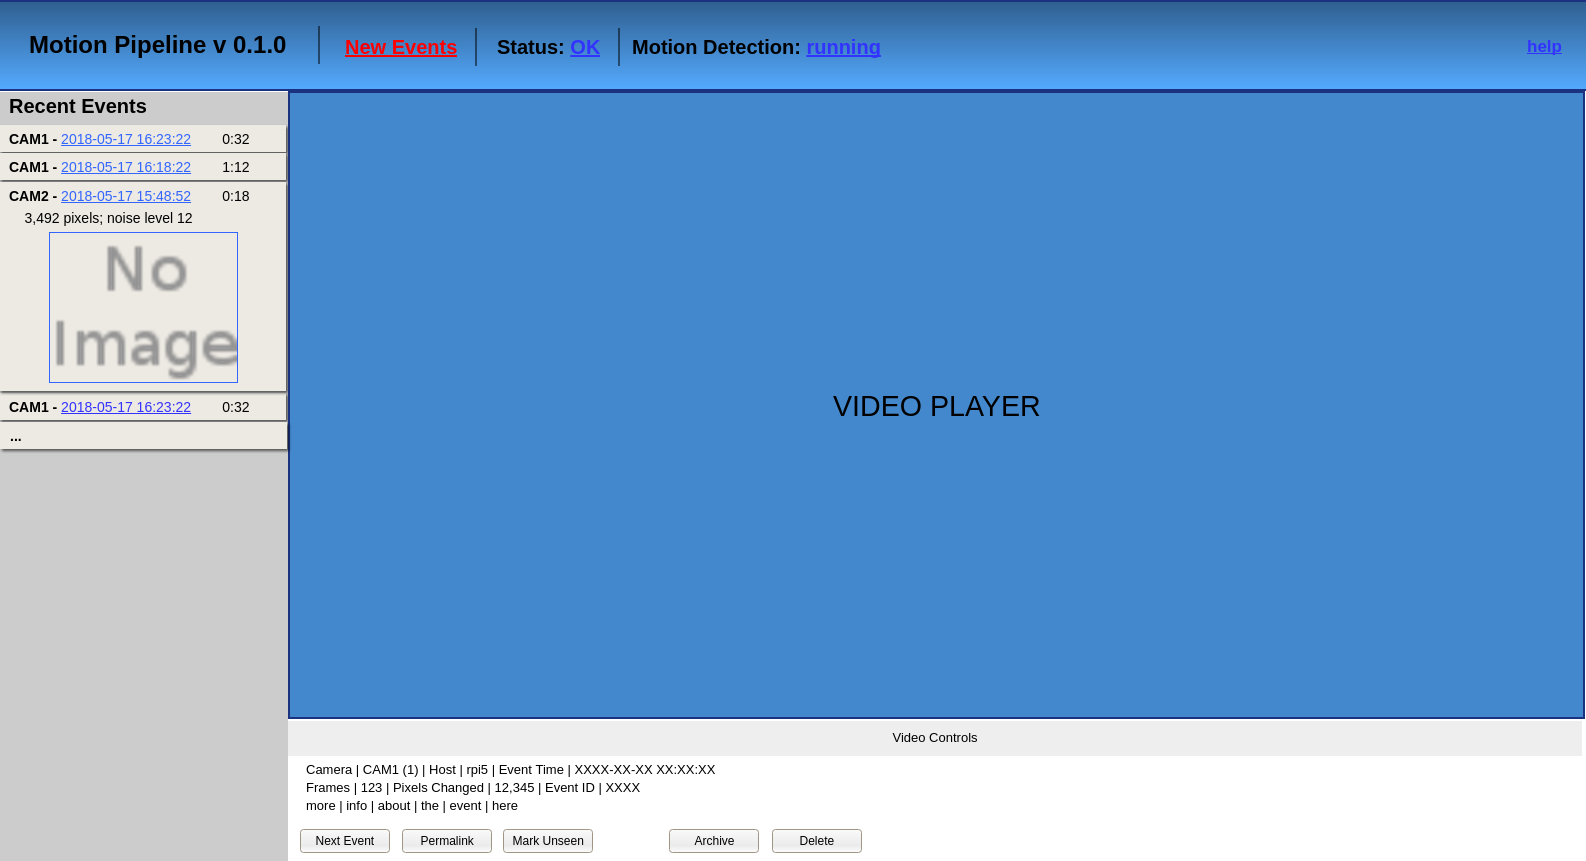 Motion Pipeline v 0.1.0
New Events
Status: OK
Motion Detection: running
help
Recent Events
CAM1 - 2018-05-17 16:23:22 0:32
CAM1 - 2018-05-17 16:18:22 1:12
CAM2 - 2018-05-17 15:48:52 0:18
3,492 pixels; noise level 12
No
Image
CAM1 - 2018-05-17 16:23:22 0:32
...
VIDEO PLAYER
Video Controls
Camera | CAM1 (1) | Host | rpi5 | Event Time | XXXX-XX-XX XX:XX:XX
Frames | 123 | Pixels Changed | 12,345 | Event ID | XXXX
more | info | about | the | event | here
Next Event
Permalink
Mark Unseen
Archive
Delete